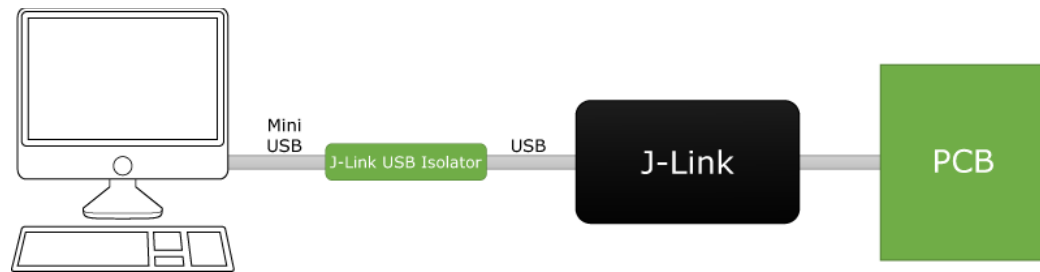 Mini
USB
J-Link USB Isolator
USB
J-Link
PCB